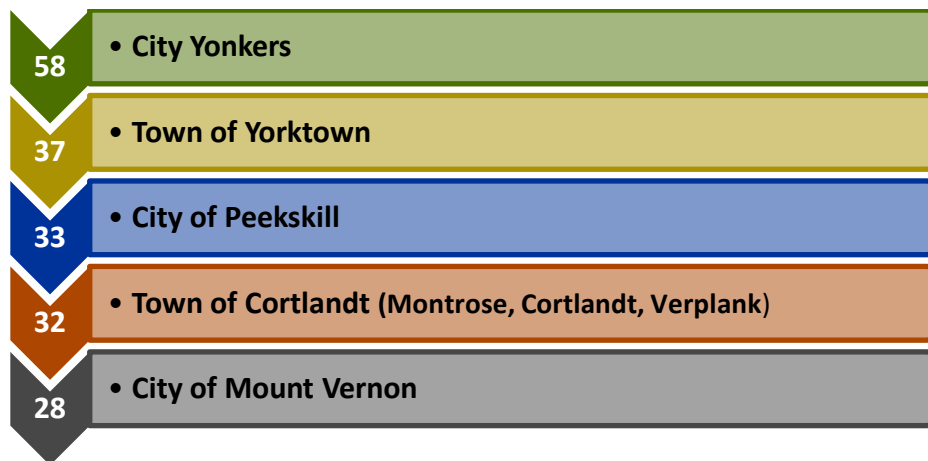 58 • City Yonkers
37 • Town of Yorktown
33 • City of Peekskill
32 • Town of Cortlandt (Montrose, Cortlandt, Verplank)
28 • City of Mount Vernon